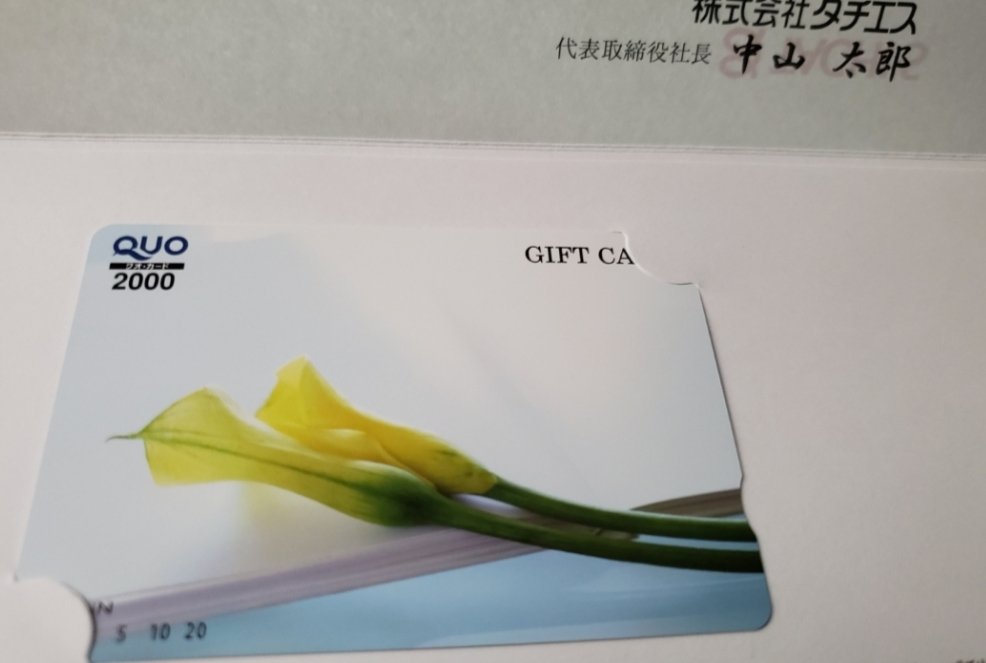 株式会社タチエス
代表取締役社長 中山 太郎
QUO
クオ・カード
2000
GIFT CA
5 10 20